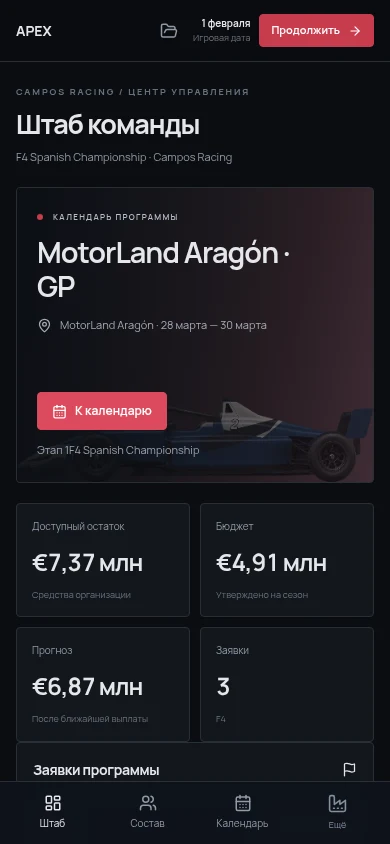 APEX
1 февраля
Игровая дата
Продолжить
CAMPOS RACING / ЦЕНТР УПРАВЛЕНИЯ
Штаб команды
F4 Spanish Championship · Campos Racing
КАЛЕНДАРЬ ПРОГРАММЫ
MotorLand Aragón ·
GP
MotorLand Aragón · 28 марта — 30 марта
К календарю
Этап 1F4 Spanish Championship
Доступный остаток
€7,37 млн
Средства организации
Бюджет
€4,91 млн
Утверждено на сезон
Прогноз
€6,87 млн
После ближайшей выплаты
Заявки
3
F4
Заявки программы
Штаб
Состав
Календарь
Ещё